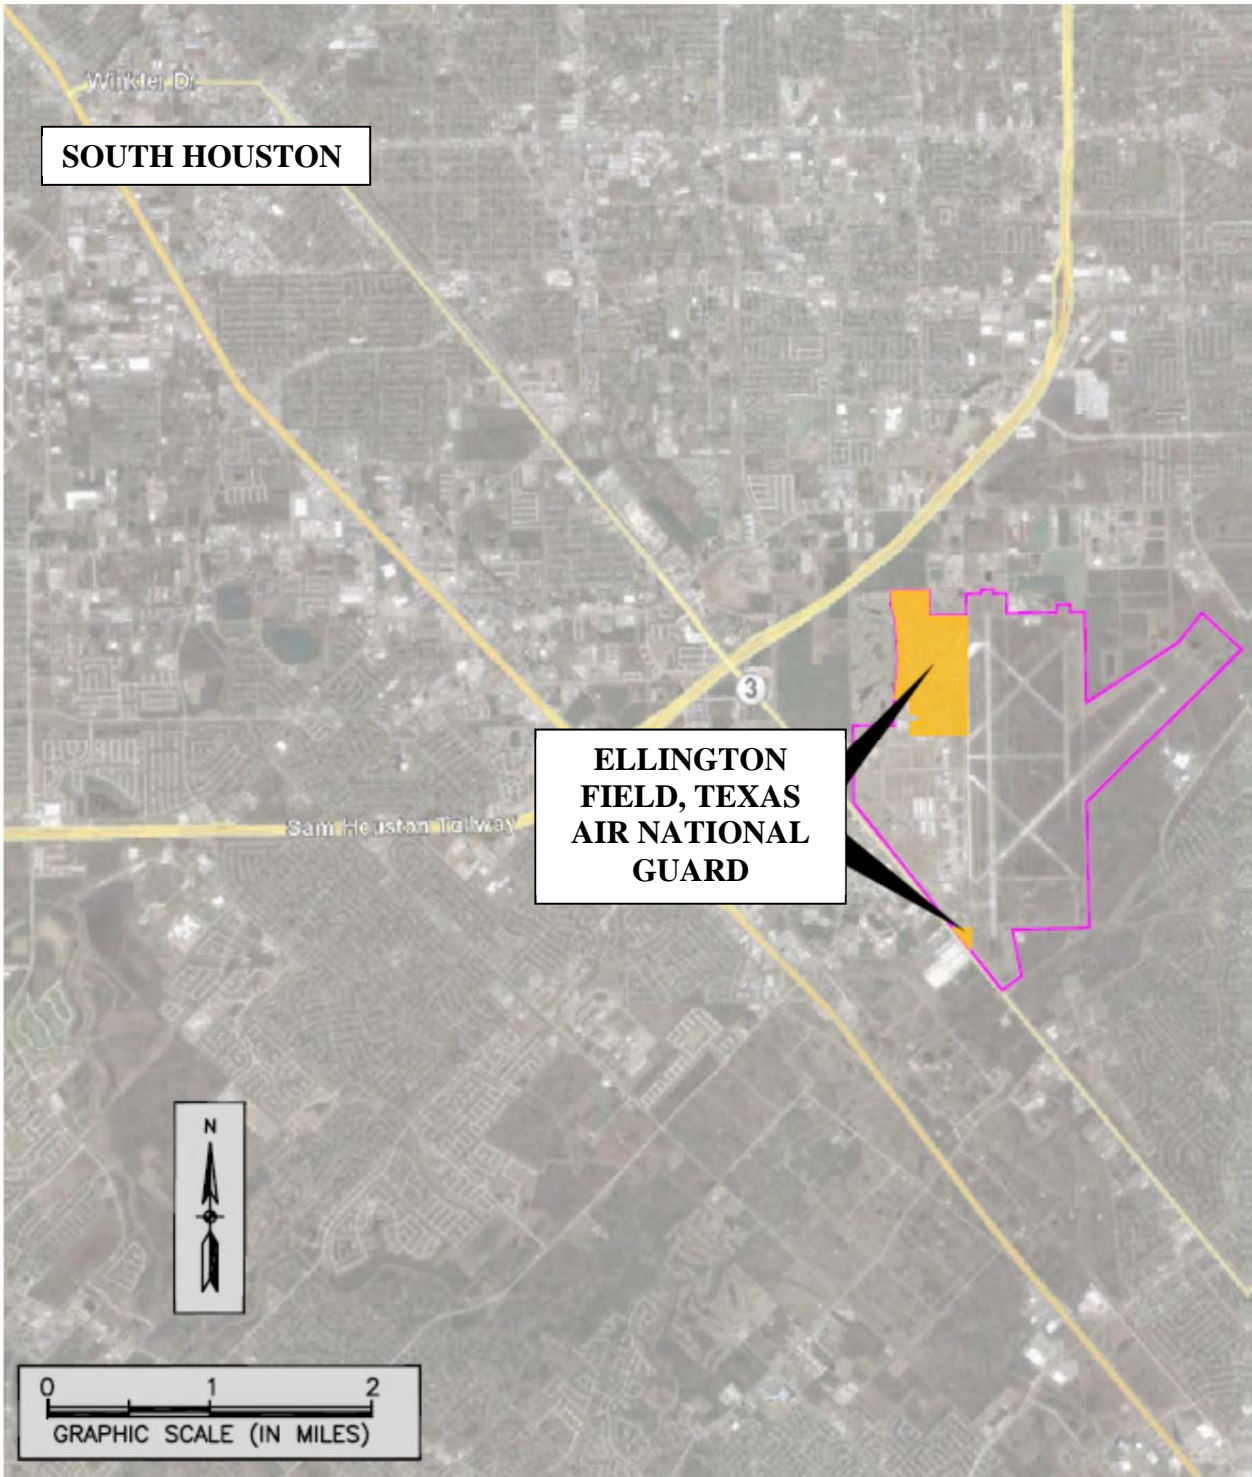 Winkler Dr
SOUTH HOUSTON
3
ELLINGTON
FIELD, TEXAS
AIR NATIONAL
GUARD
Sam Houston Tollway
N
0 1 2
GRAPHIC SCALE (IN MILES)